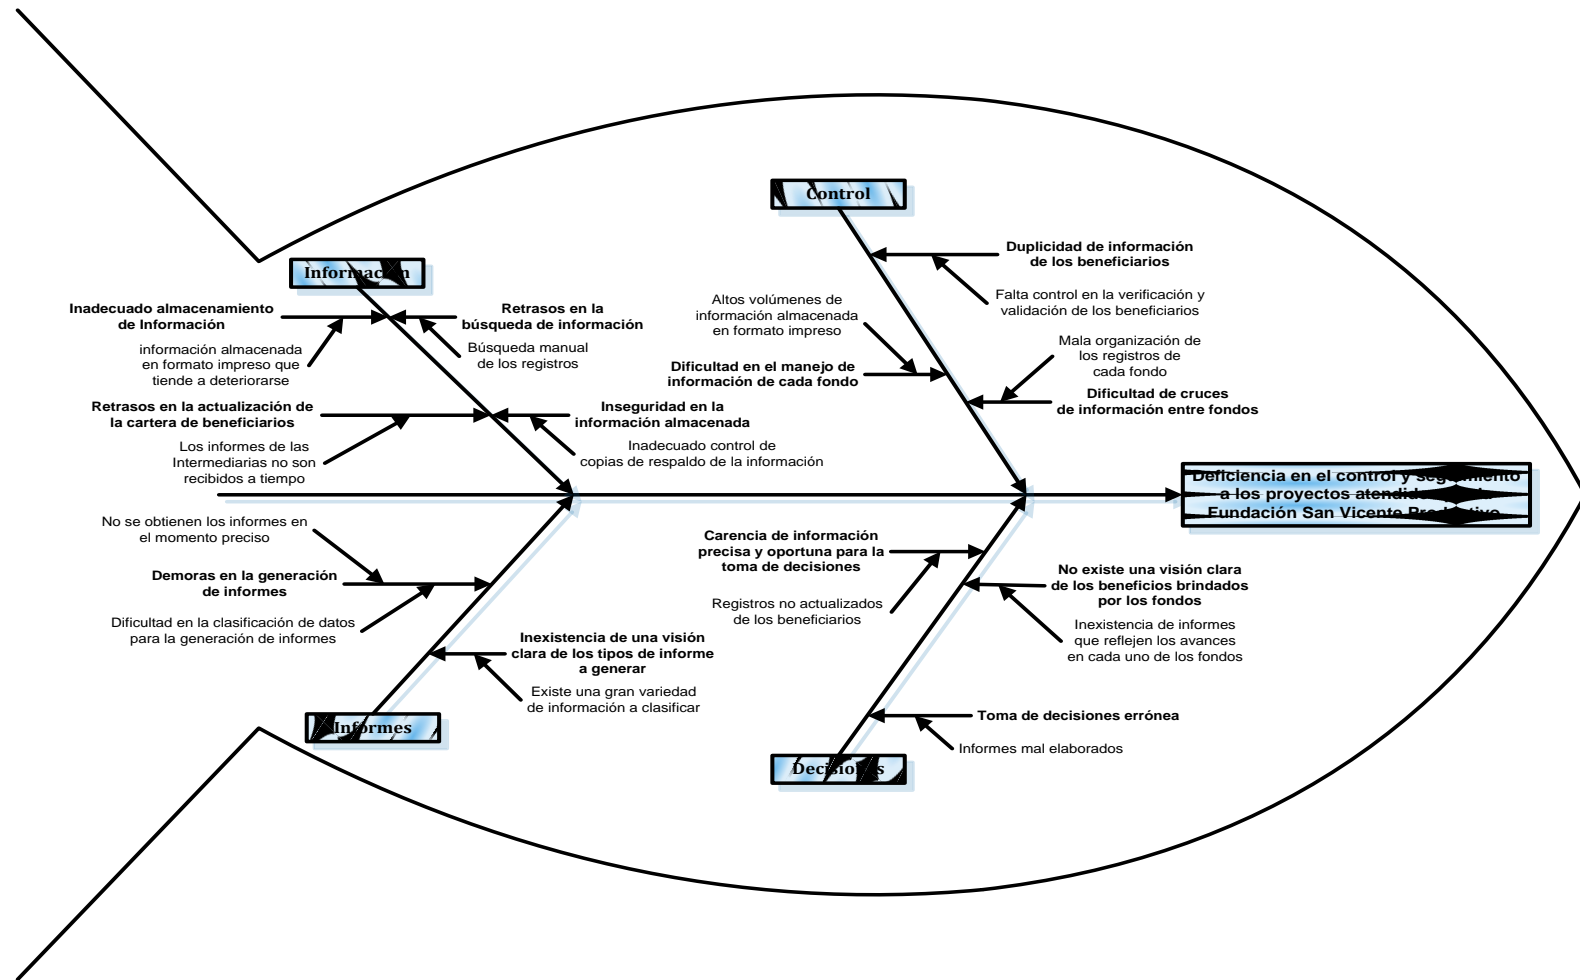 Control
Duplicidad de información
de los beneficiarios
Falta control en la verificación y
validación de los beneficiarios
Altos volúmenes de
información almacenada
en formato impreso
Mala organización de
los registros de
cada fondo
Dificultad en el manejo de
información de cada fondo
Dificultad de cruces
de información entre fondos
Información
Inadecuado almacenamiento
de Información
información almacenada
en formato impreso que
tiende a deteriorarse
Retrasos en la
búsqueda de información
Búsqueda manual
de los registros
Retrasos en la actualización de
la cartera de beneficiarios
Los informes de las
Intermediarias no son
recibidos a tiempo
Inseguridad en la
información almacenada
Inadecuado control de
copias de respaldo de la información
Deficiencia en el control y seguimiento
a los proyectos
Fundación San Vicente Productivo
No se obtienen los informes en
el momento preciso
Demoras en la generación
de informes
Dificultad en la clasificación de datos
para la generación de informes
Inexistencia de una visión
clara de los tipos de informe
a generar
Existe una gran variedad
de información a clasificar
Informes
Carencia de información
precisa y oportuna para la
toma de decisiones
Registros no actualizados
de los beneficiarios
No existe una visión clara
de los beneficios brindados
por los fondos
Inexistencia de informes
que reflejen los avances
en cada uno de los fondos
Toma de decisiones errónea
Informes mal elaborados
Decisiones